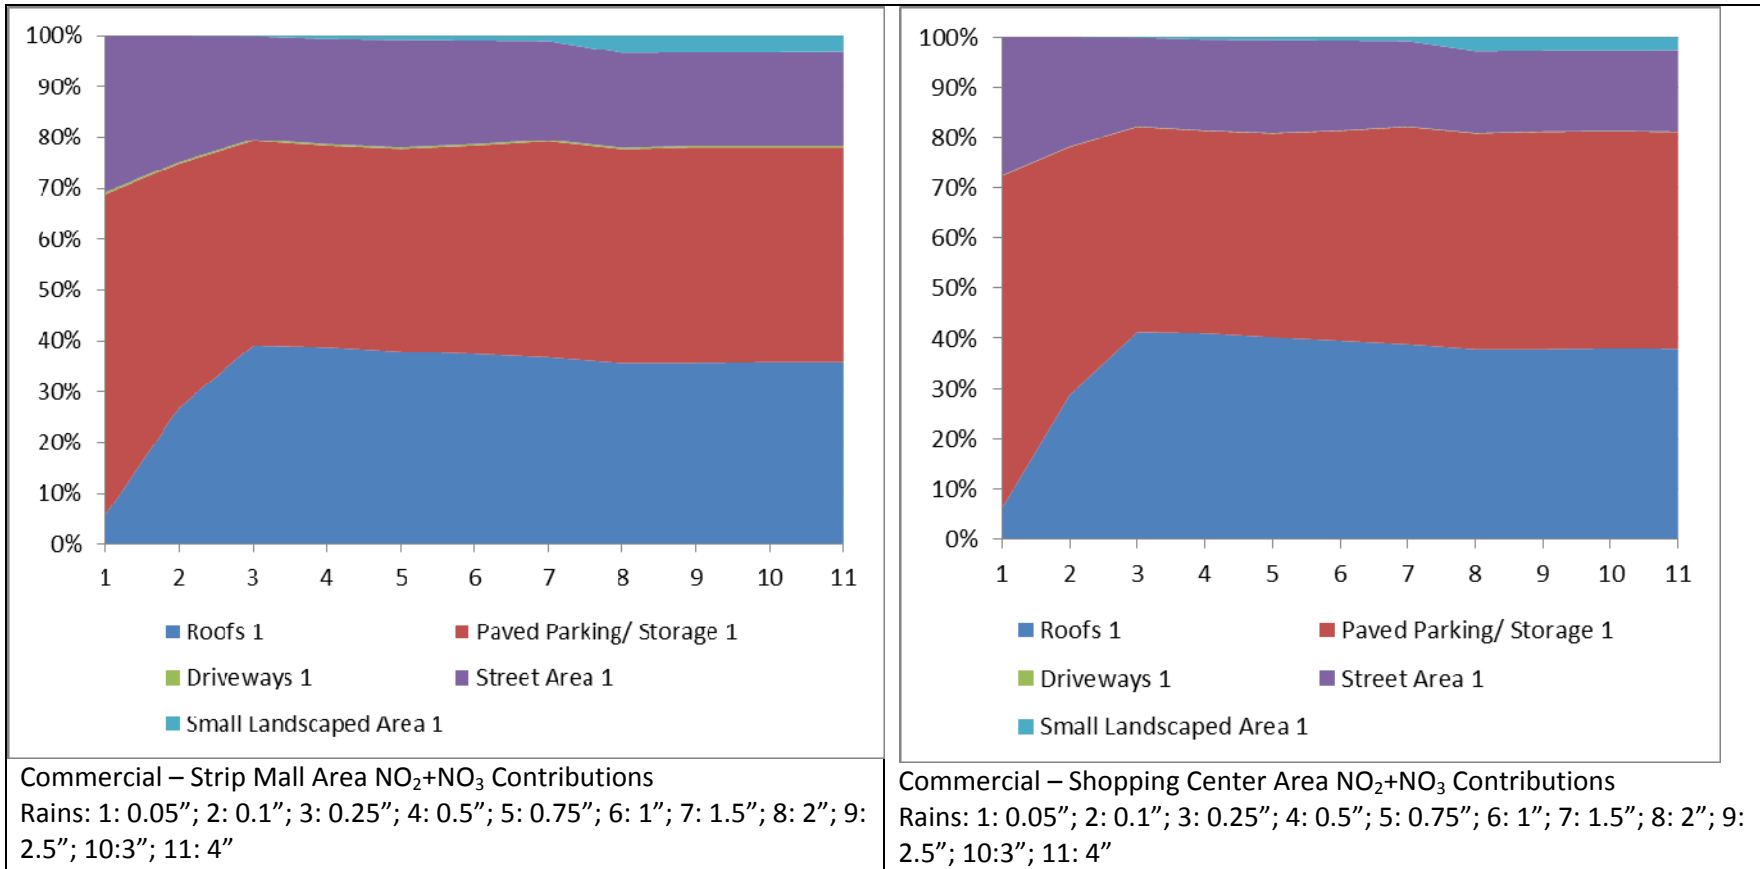 100%
90%
80%
70%
60%
50%
40%
30%
20%
10%
0%
1 2 3 4 5 6 7 8 9 10 11
Roofs 1 Paved Parking/ Storage 1
Driveways 1 Street Area 1
Small Landscaped Area 1
Commercial – Strip Mall Area NO₂+NO₃ Contributions
Rains: 1: 0.05”; 2: 0.1”; 3: 0.25”; 4: 0.5”; 5: 0.75”; 6: 1”; 7: 1.5”; 8: 2”; 9:
2.5”; 10:3”; 11: 4”
100%
90%
80%
70%
60%
50%
40%
30%
20%
10%
0%
1 2 3 4 5 6 7 8 9 10 11
Roofs 1 Paved Parking/ Storage 1
Driveways 1 Street Area 1
Small Landscaped Area 1
Commercial – Shopping Center Area NO₂+NO₃ Contributions
Rains: 1: 0.05”; 2: 0.1”; 3: 0.25”; 4: 0.5”; 5: 0.75”; 6: 1”; 7: 1.5”; 8: 2”; 9:
2.5”; 10:3”; 11: 4”